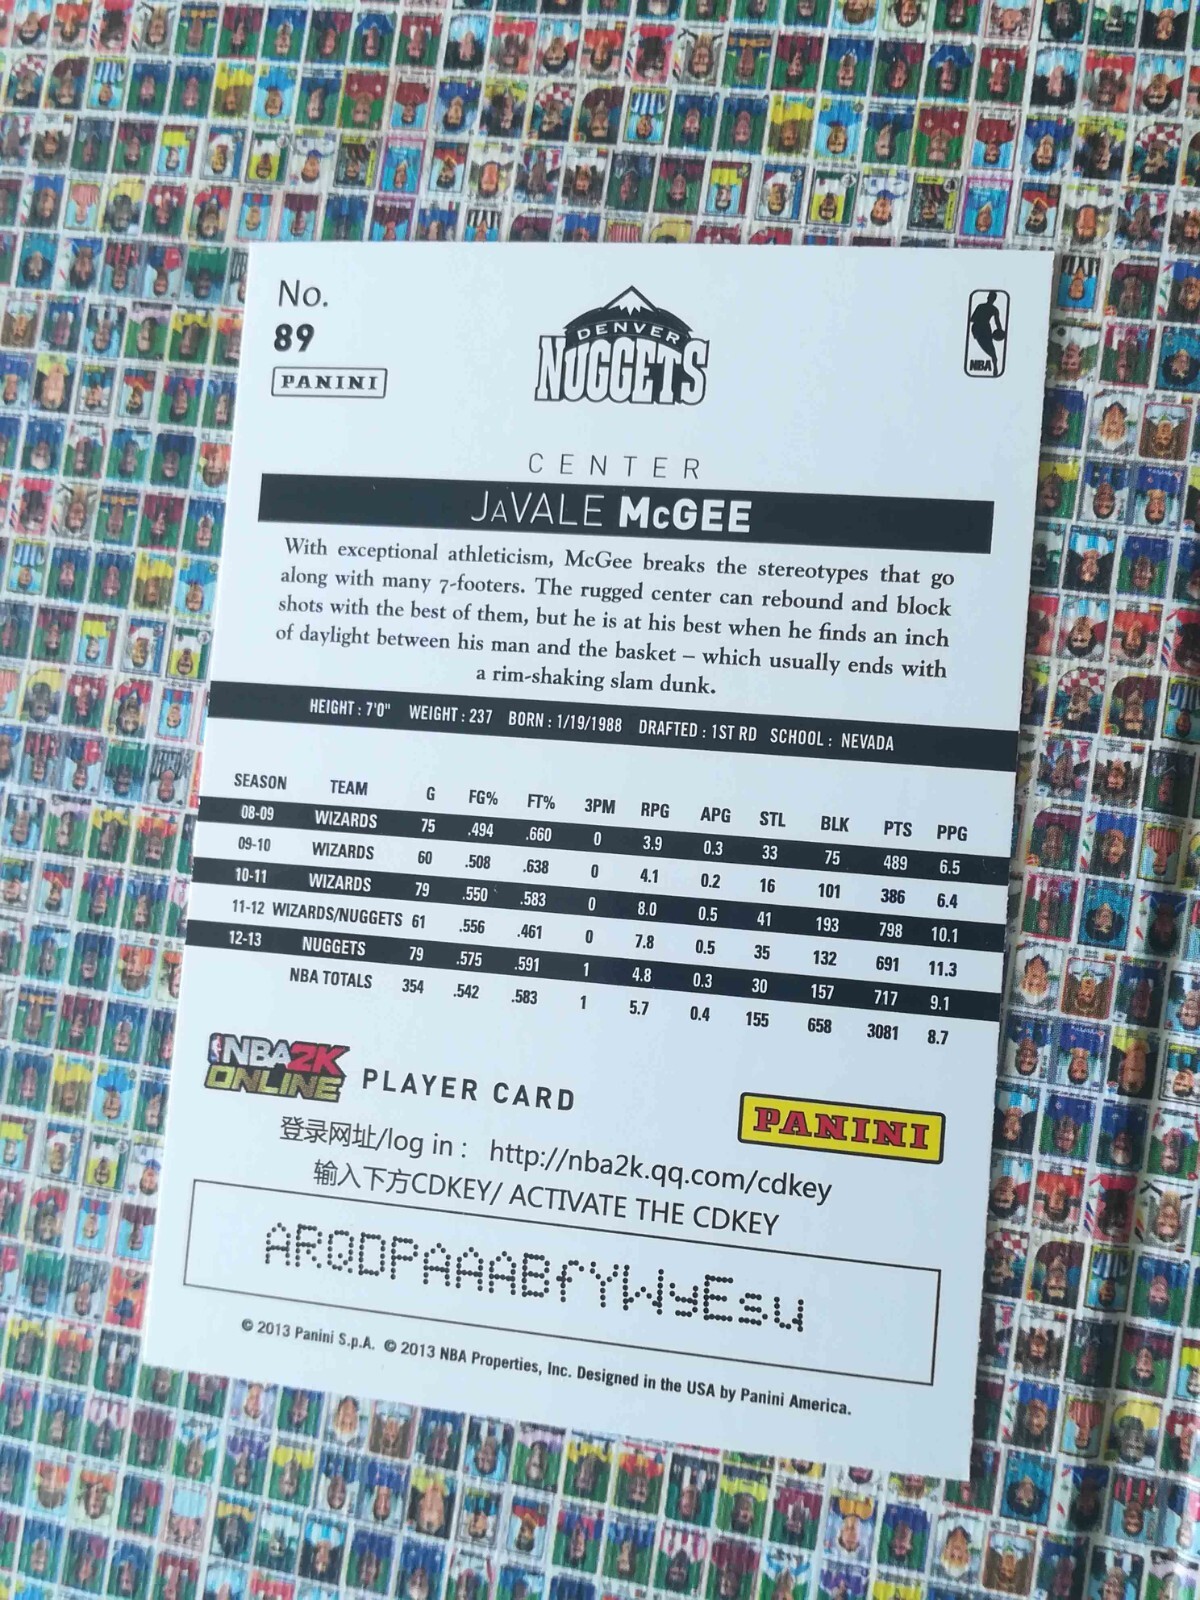 No.
89
PANINI
DENVER
NUGGETS
NBA
CENTER
JaVALE McGEE
With exceptional athleticism, McGee breaks the stereotypes that go
along with many 7-footers. The rugged center can rebound and block
shots with the best of them, but he is at his best when he finds an inch
of daylight between his man and the basket – which usually ends with
a rim-shaking slam dunk.
HEIGHT : 7'0" WEIGHT : 237 BORN : 1/19/1988 DRAFTED : 1ST RD SCHOOL : NEVADA
SEASON TEAM G FG% FT% 3PM RPG APG STL BLK PTS PPG
08-09 WIZARDS 75 .494 .660 0 3.9 0.3 33 75 489 6.5
09-10 WIZARDS 60 .508 .638 0 4.1 0.2 16 101 386 6.4
10-11 WIZARDS 79 .550 .583 0 8.0 0.5 41 193 798 10.1
11-12 WIZARDS/NUGGETS 61 .556 .461 0 7.8 0.5 35 132 691 11.3
12-13 NUGGETS 79 .575 .591 1 4.8 0.3 30 157 717 9.1
NBA TOTALS 354 .542 .583 1 5.7 0.4 155 658 3081 8.7
NBA2K
ONLINE
PLAYER CARD
PANINI
登录网址/log in : http://nba2k.qq.com/cdkey
输入下方CDKEY/ ACTIVATE THE CDKEY
ARQDPAAABfYWyEsu
© 2013 Panini S.p.A. © 2013 NBA Properties, Inc. Designed in the USA by Panini America.